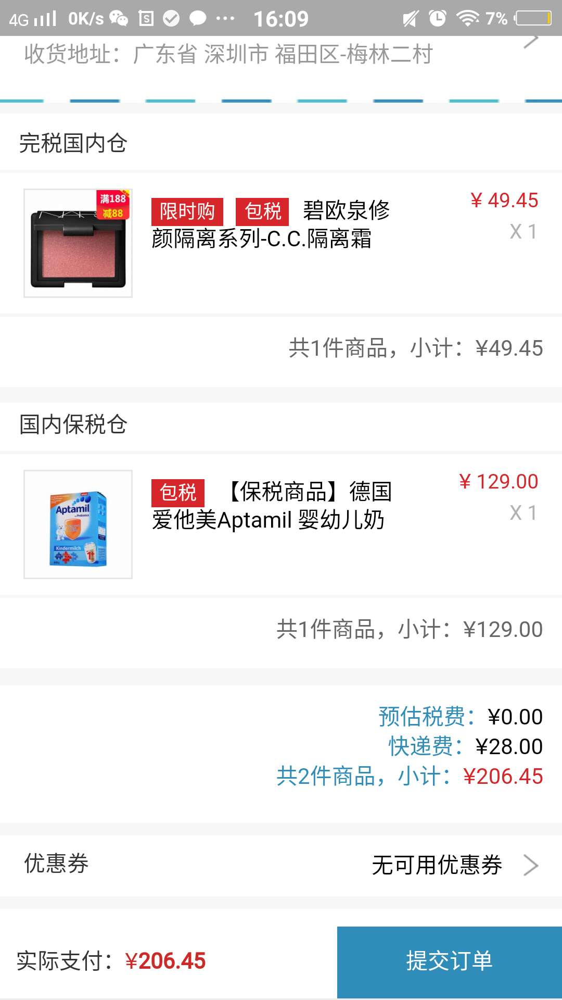 4G 0K/s 16:09 7%
收货地址：广东省 深圳市 福田区-梅林二村
完税国内仓
满188
减88
限时购 包税 碧欧泉修
颜隔离系列-C.C.隔离霜
¥ 49.45
X 1
共1件商品，小计：¥49.45
国内保税仓
Aptamil
Kindermilch
1+
包税 【保税商品】德国
爱他美Aptamil 婴幼儿奶
¥ 129.00
X 1
共1件商品，小计：¥129.00
预估税费：¥0.00
快递费：¥28.00
共2件商品，小计：¥206.45
优惠券 无可用优惠券
实际支付：¥206.45 提交订单